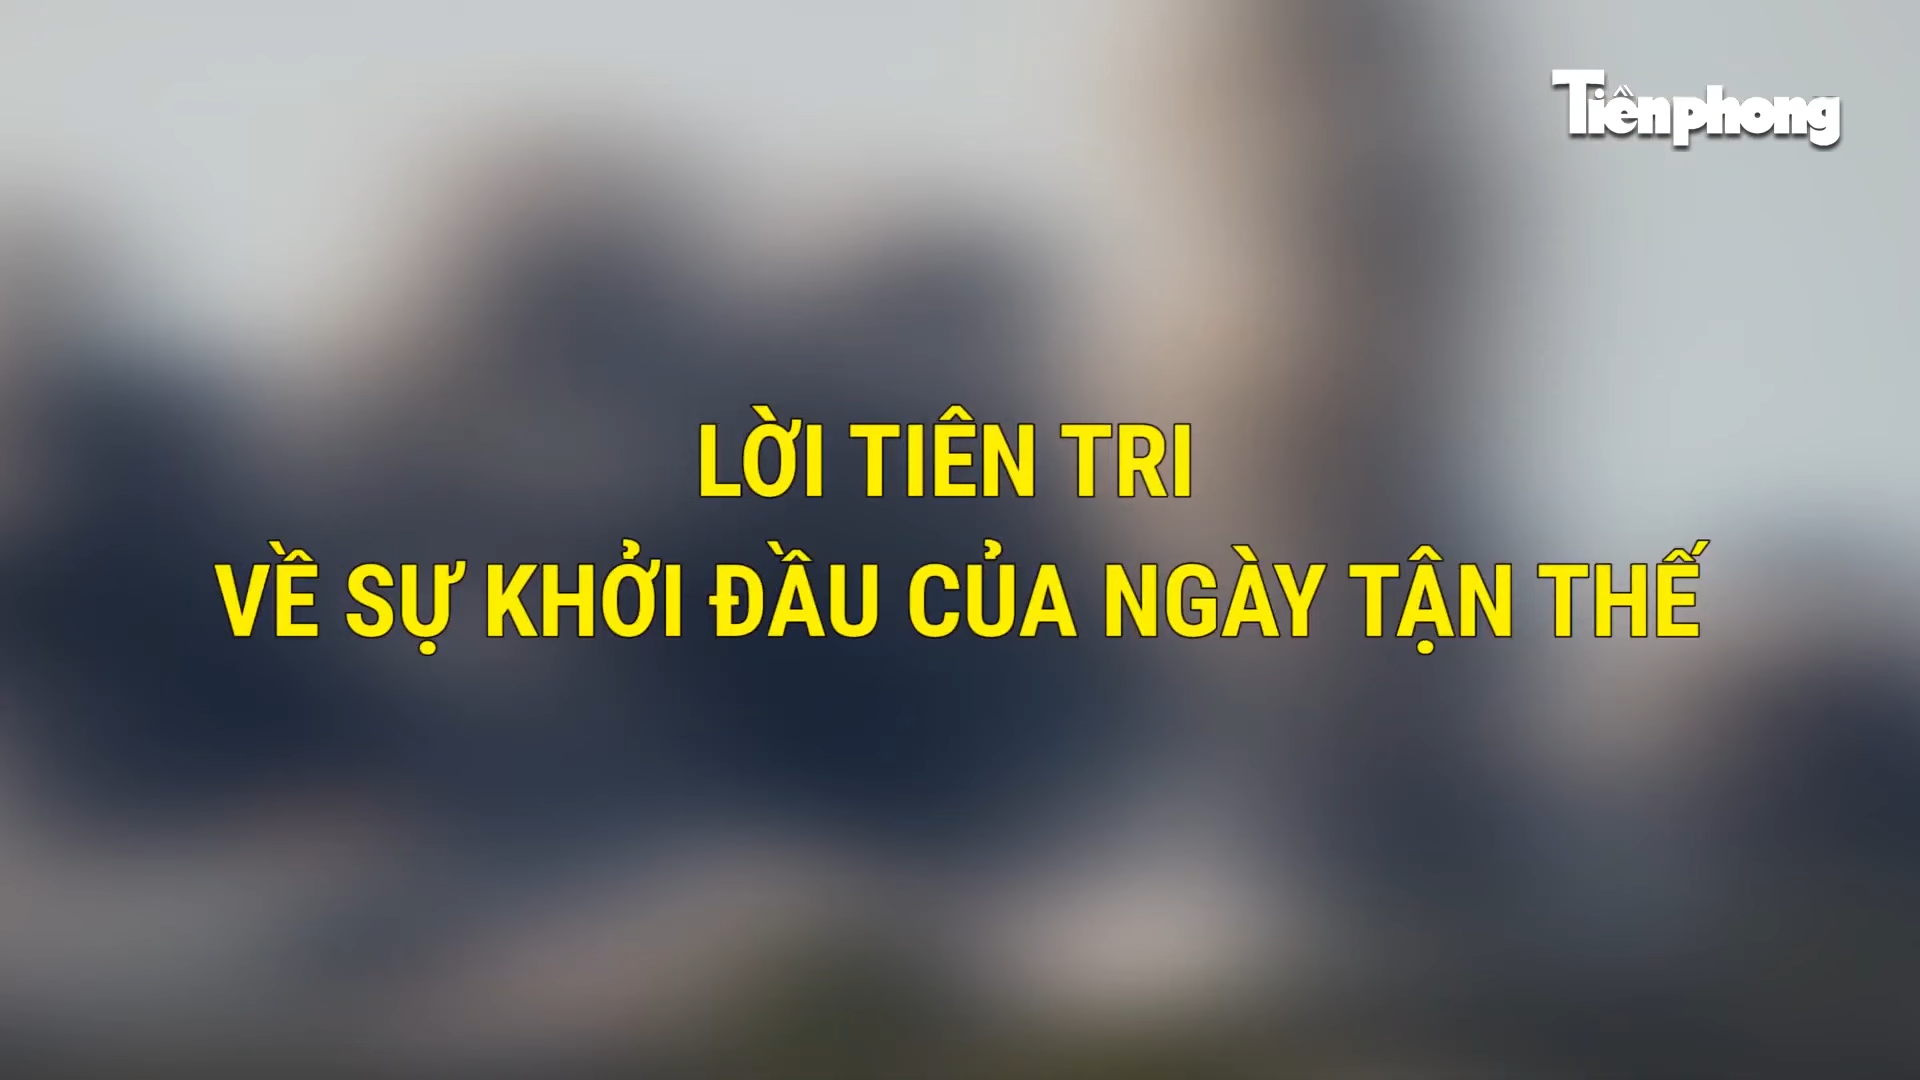 Tiềnphong
LỜI TIÊN TRI
VỀ SỰ KHỞI ĐẦU CỦA NGÀY TẬN THẾ